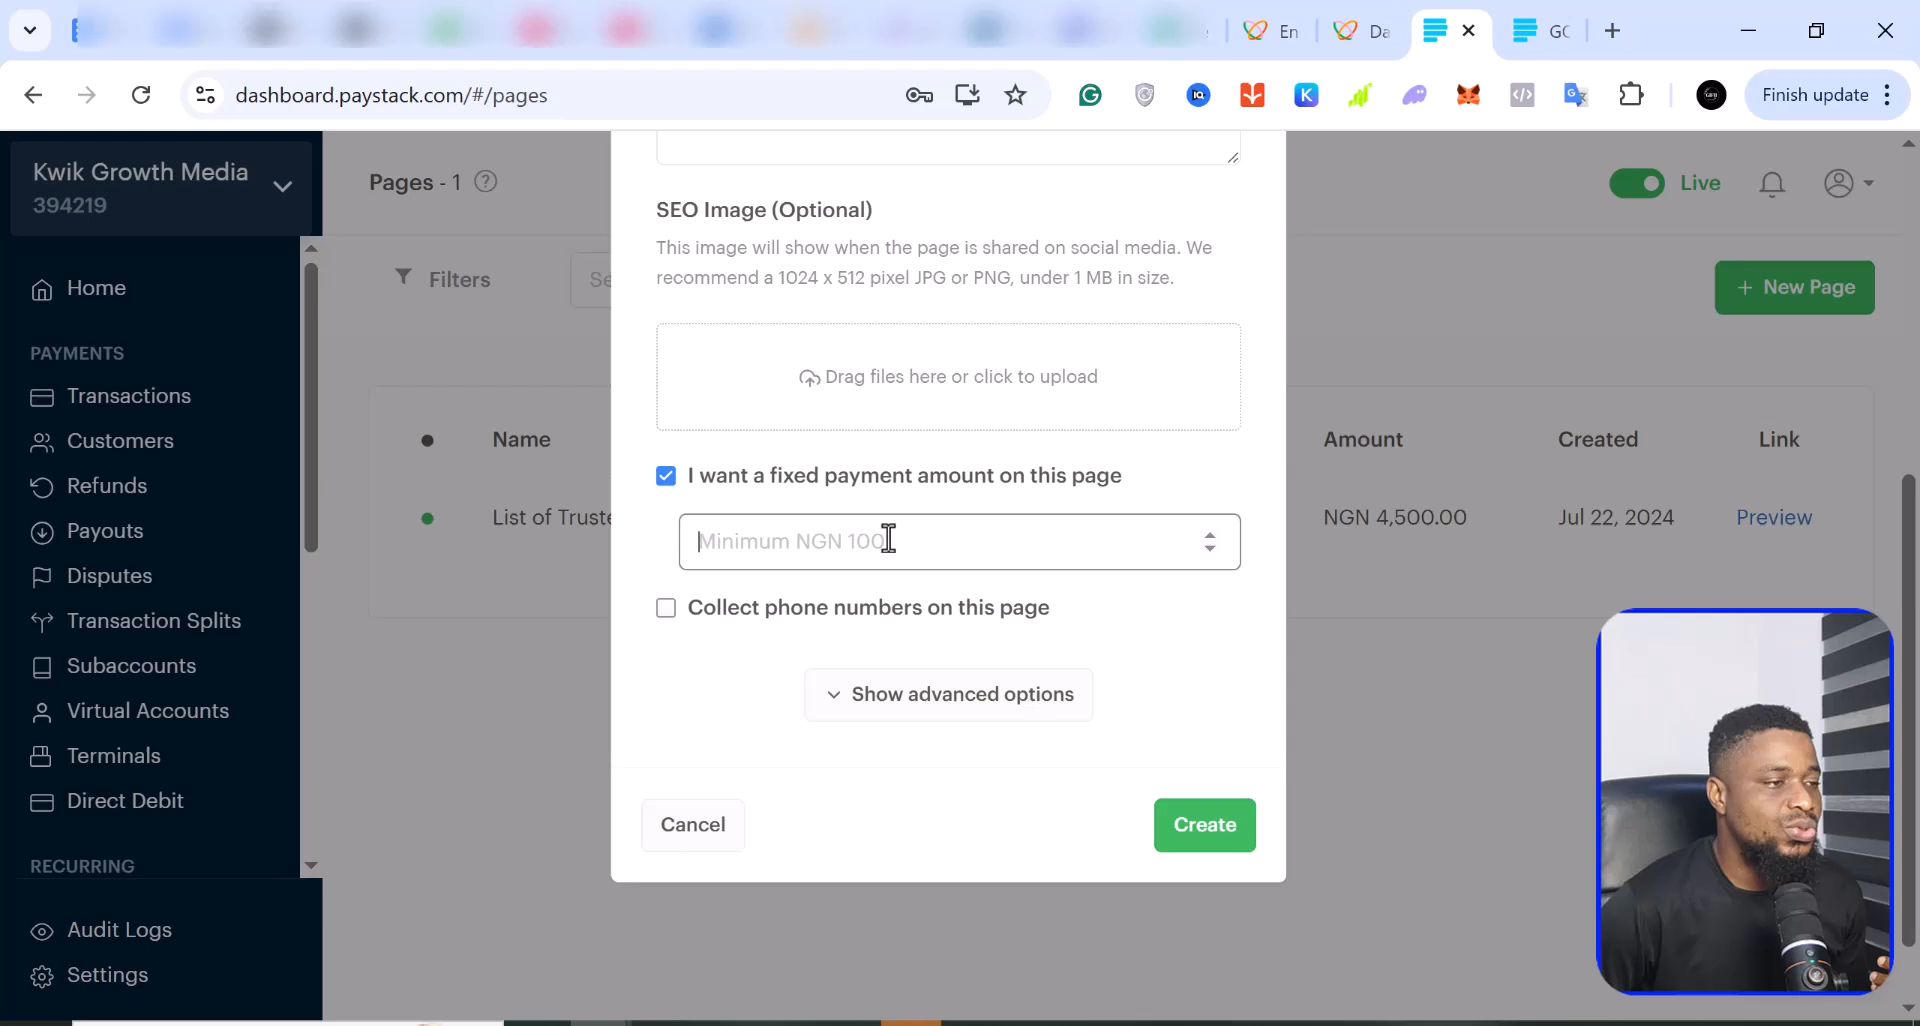 En
Da
GC
dashboard.paystack.com/#/pages
Finish update
Kwik Growth Media
394219
Pages - 1
Live
Home
Filters
Se
+ New Page
PAYMENTS
Transactions
Customers
Refunds
Payouts
Disputes
Transaction Splits
Subaccounts
Virtual Accounts
Terminals
Direct Debit
RECURRING
Audit Logs
Settings
Name
Amount
Created
Link
List of Truste
NGN 4,500.00
Jul 22, 2024
Preview
SEO Image (Optional)
This image will show when the page is shared on social media. We
recommend a 1024 x 512 pixel JPG or PNG, under 1 MB in size.
Drag files here or click to upload
I want a fixed payment amount on this page
Minimum NGN 100
Collect phone numbers on this page
Show advanced options
Cancel
Create